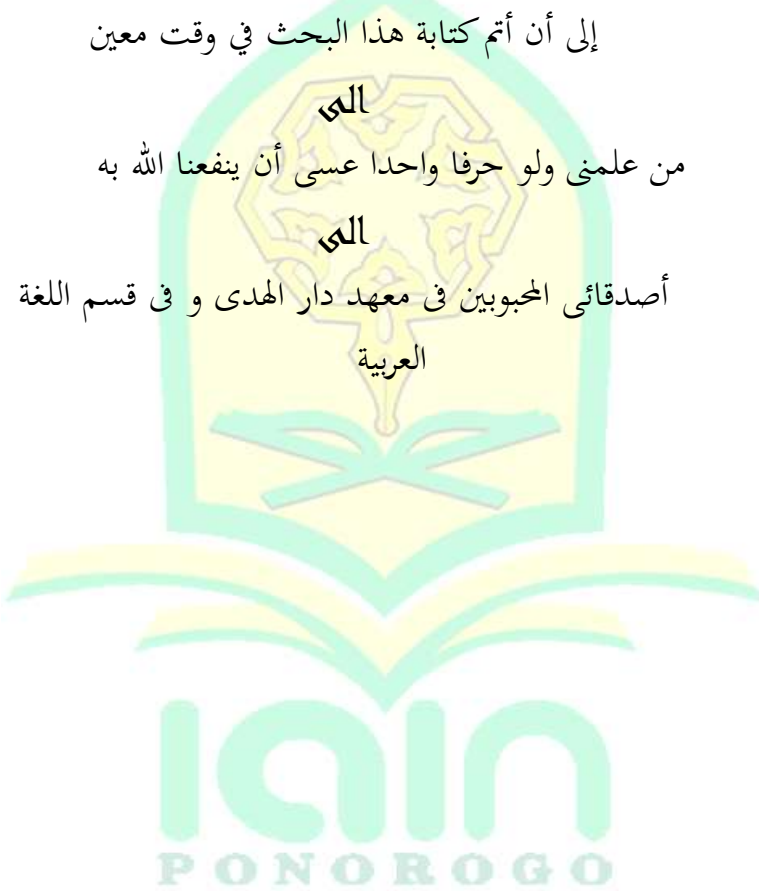 إلى أن أتم كتابة هذا البحث في وقت معين
الى
من علمنى ولو حرفا واحدا عسى أن ينفعنا الله به
الى
أصدقائى المحبوبين فى معهد دار الهدى و فى قسم اللغة
العربية
iain
PONOROGO